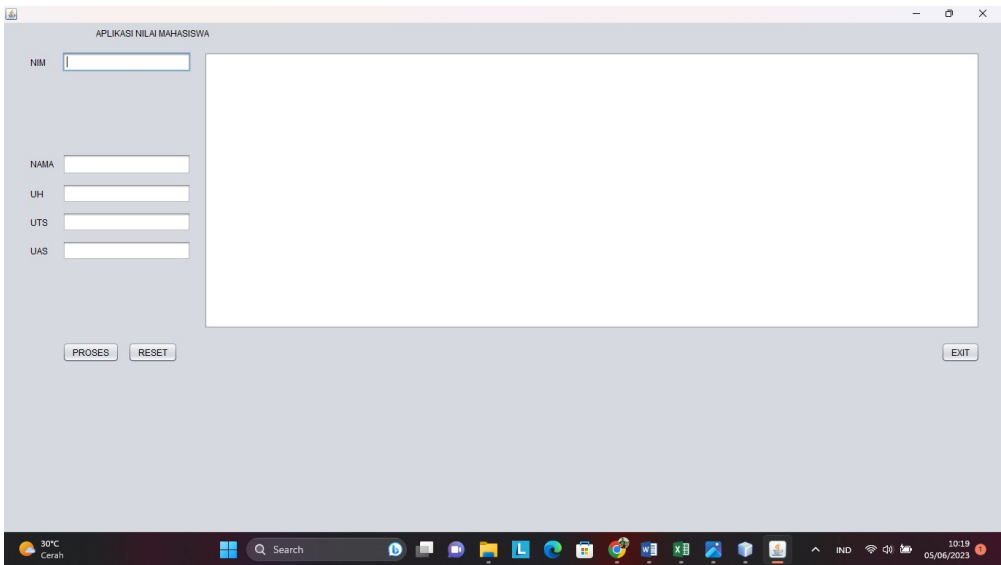 APLIKASI NILAI MAHASISWA
NIM
NAMA
UH
UTS
UAS
PROSES RESET EXIT
30°C
Cerah
Search
IND
10:19
05/06/2023
1